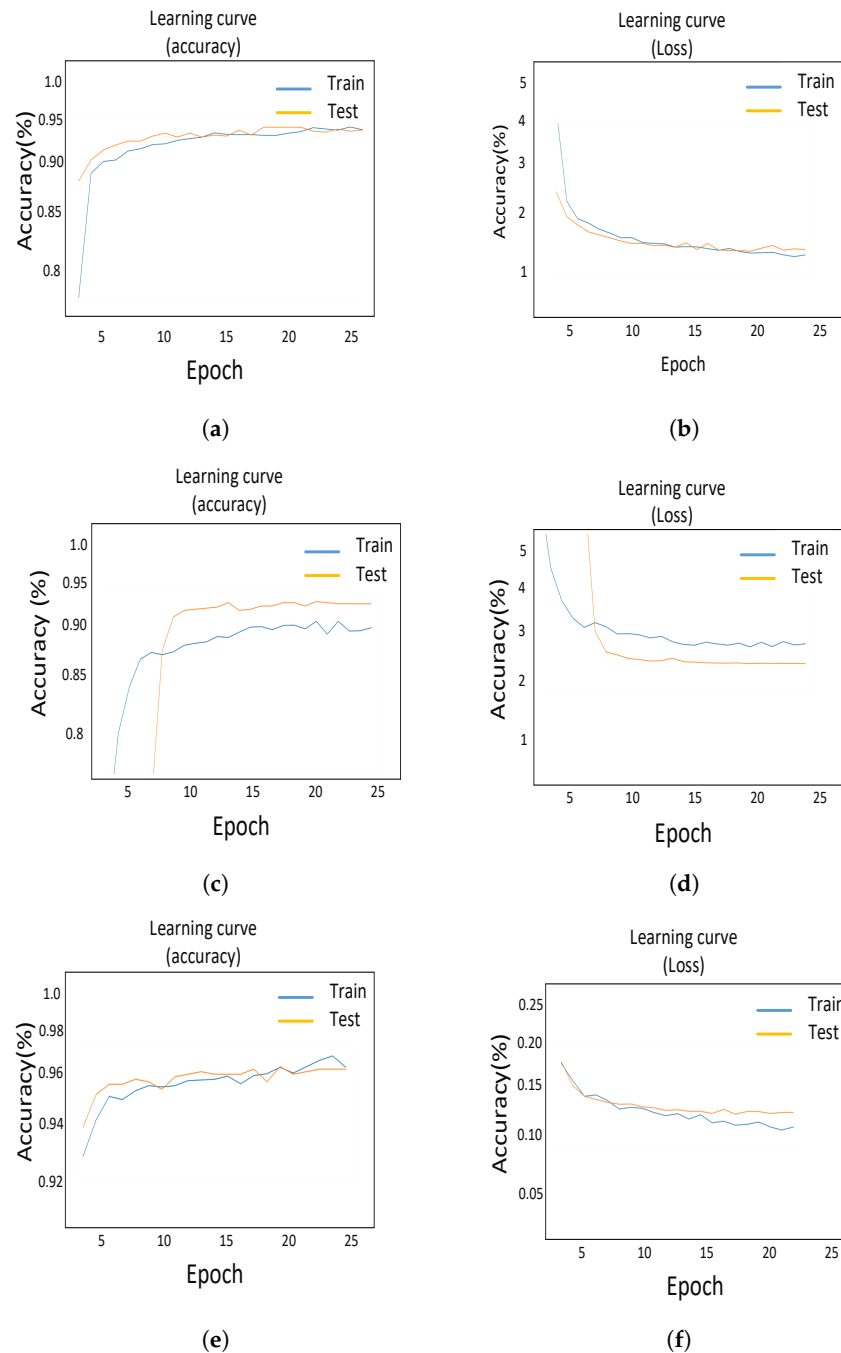 Learning curve
(accuracy)
Train
Test
1.0
0.95
0.90
0.85
0.8
Accuracy(%)
5 10 15 20 25
Epoch
(a)
Learning curve
(Loss)
Train
Test
5
4
3
2
1
Accuracy(%)
5 10 15 20 25
Epoch
(b)
Learning curve
(accuracy)
Train
Test
1.0
0.95
0.90
0.85
0.8
Accuracy (%)
5 10 15 20 25
Epoch
(c)
Learning curve
(Loss)
Train
Test
5
4
3
2
1
Accuracy(%)
5 10 15 20 25
Epoch
(d)
Learning curve
(accuracy)
Train
Test
1.0
0.98
0.96
0.94
0.92
Accuracy(%)
5 10 15 20 25
Epoch
(e)
Learning curve
(Loss)
Train
Test
0.25
0.20
0.15
0.10
0.05
Accuracy(%)
5 10 15 20 25
Epoch
(f)